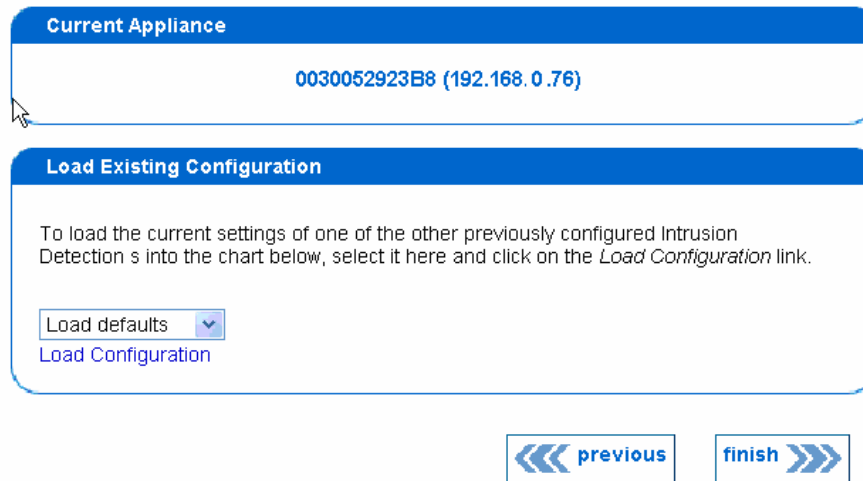 Current Appliance
0030052923B8 (192.168.0.76)
Load Existing Configuration
To load the current settings of one of the other previously configured Intrusion
Detection s into the chart below, select it here and click on the Load Configuration link.
Load defaults
Load Configuration
previous
finish